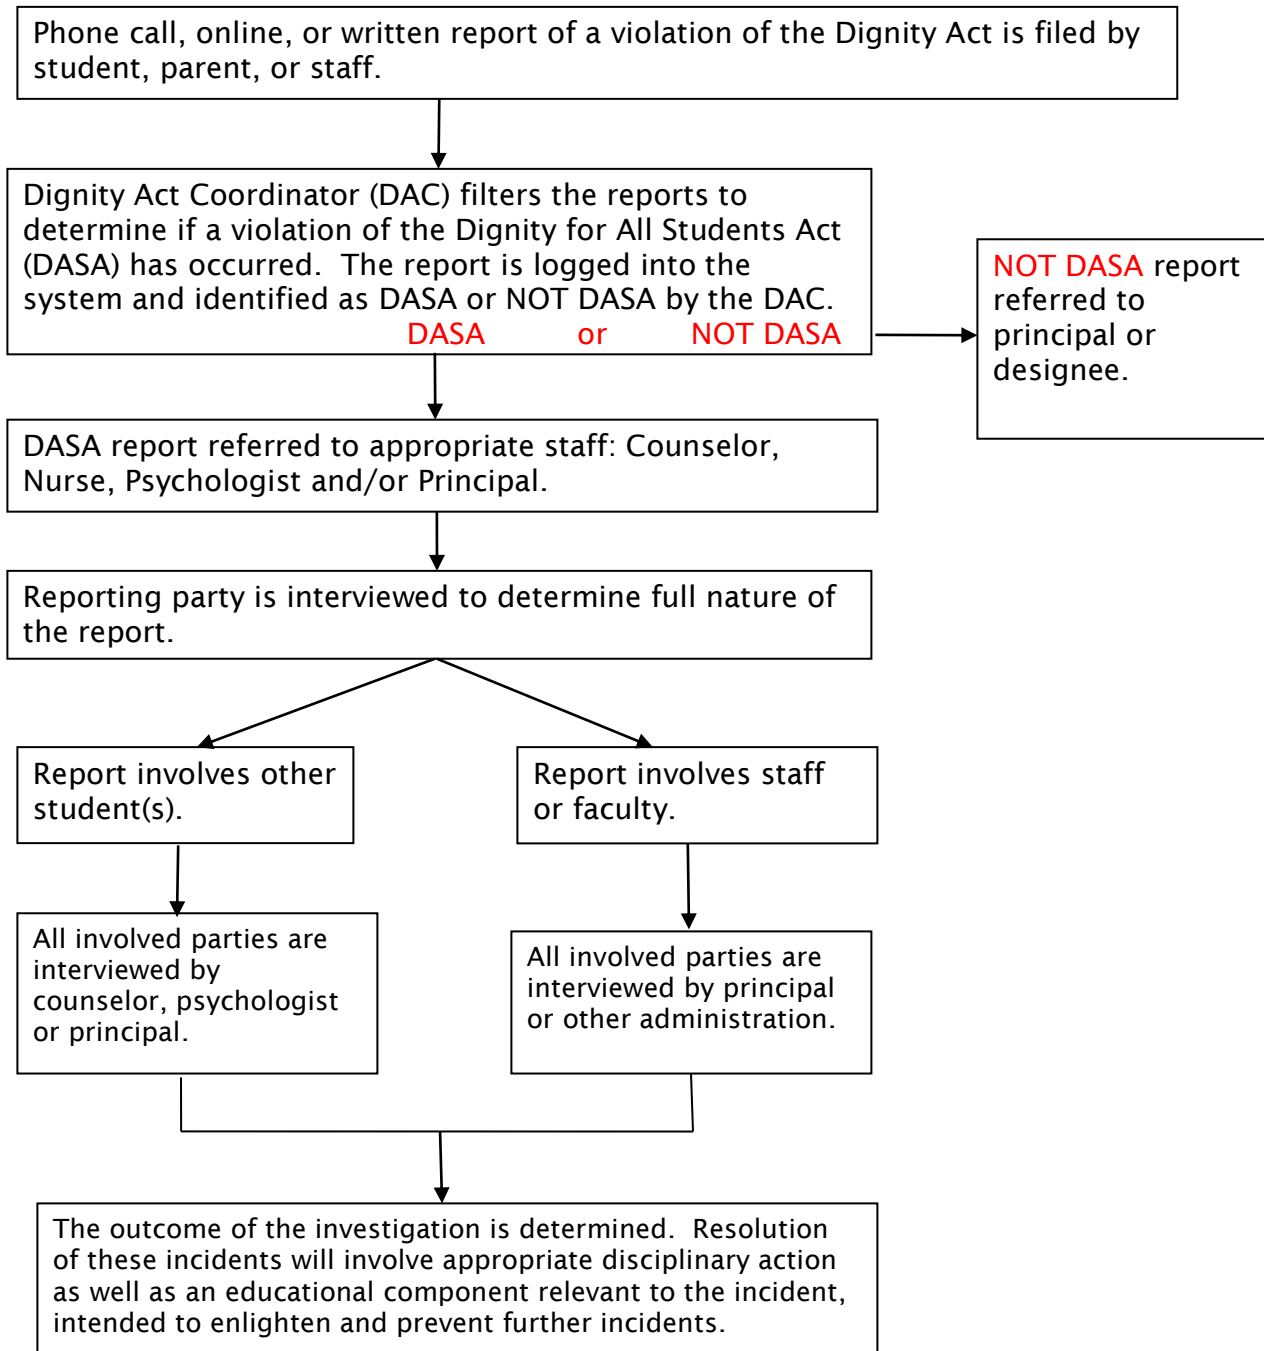 Phone call, online, or written report of a violation of the Dignity Act is filed by
student, parent, or staff.
Dignity Act Coordinator (DAC) filters the reports to
determine if a violation of the Dignity for All Students Act
(DASA) has occurred.  The report is logged into the
system and identified as DASA or NOT DASA by the DAC.
DASA or NOT DASA
NOT DASA report
referred to
principal or
designee.
DASA report referred to appropriate staff: Counselor,
Nurse, Psychologist and/or Principal.
Reporting party is interviewed to determine full nature of
the report.
Report involves other
student(s).
Report involves staff
or faculty.
All involved parties are
interviewed by
counselor, psychologist
or principal.
All involved parties are
interviewed by principal
or other administration.
The outcome of the investigation is determined.  Resolution
of these incidents will involve appropriate disciplinary action
as well as an educational component relevant to the incident,
intended to enlighten and prevent further incidents.